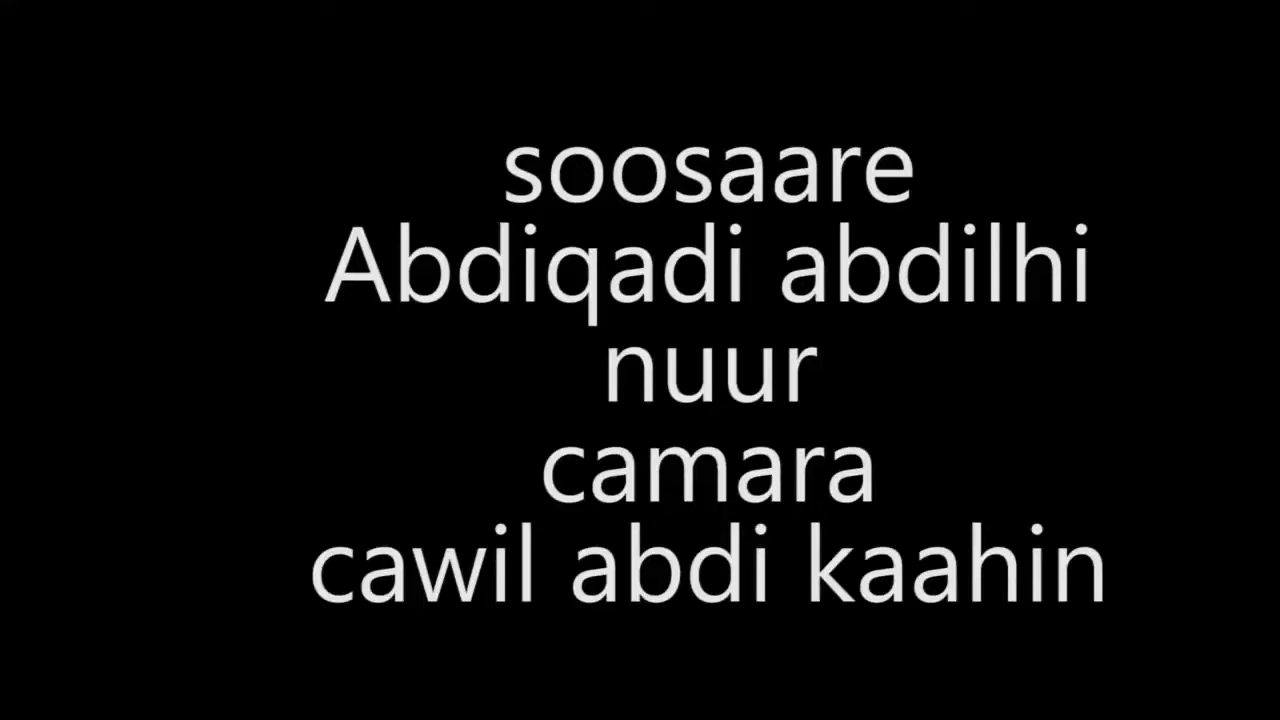 soosaare
Abdiqadi abdilhi
nuur
camara
cawil abdi kaahin